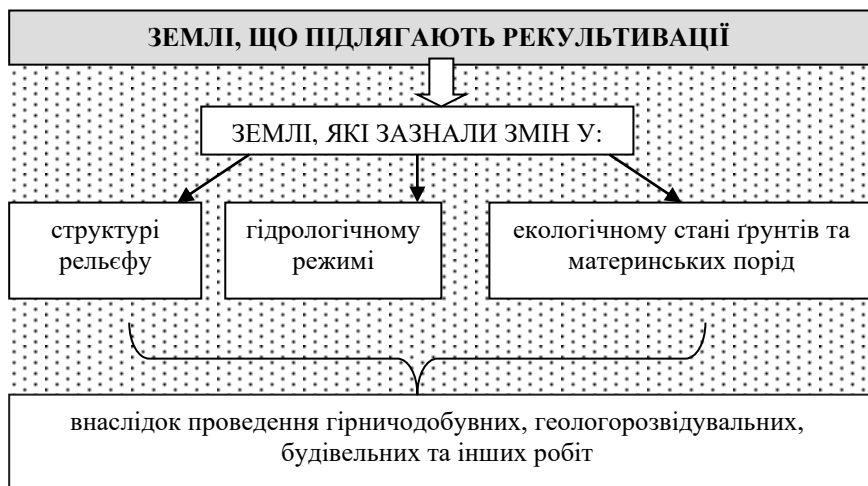 ЗЕМЛІ, ЩО ПІДЛЯГАЮТЬ РЕКУЛЬТИВАЦІЇ
ЗЕМЛІ, ЯКІ ЗАЗНАЛИ ЗМІН У:
структурі
рельєфу
гідрологічному
режимі
екологічному стані ґрунтів та
материнських порід
внаслідок проведення гірничодобувних, геологорозвідувальних,
будівельних та інших робіт